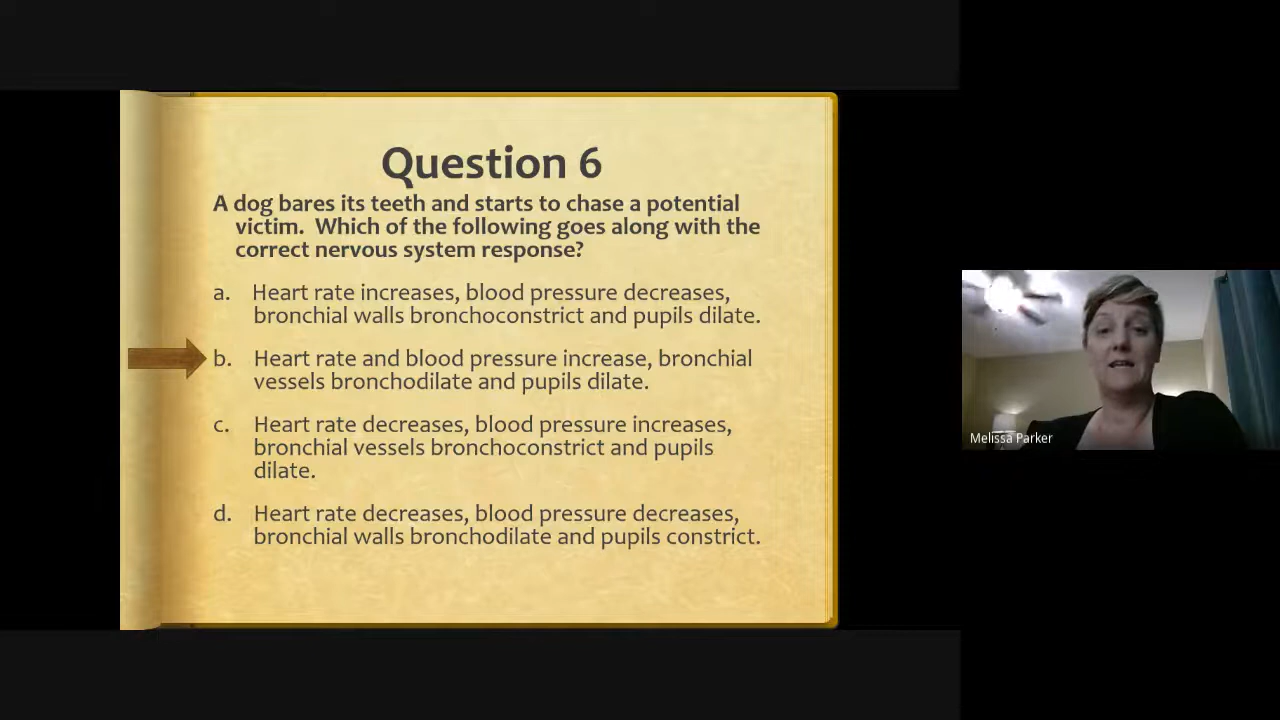 Question 6
A dog bares its teeth and starts to chase a potential
victim.  Which of the following goes along with the
correct nervous system response?
a. Heart rate increases, blood pressure decreases,
bronchial walls bronchoconstrict and pupils dilate.
b. Heart rate and blood pressure increase, bronchial
vessels bronchodilate and pupils dilate.
c. Heart rate decreases, blood pressure increases,
bronchial vessels bronchoconstrict and pupils
dilate.
d. Heart rate decreases, blood pressure decreases,
bronchial walls bronchodilate and pupils constrict.
Melissa Parker